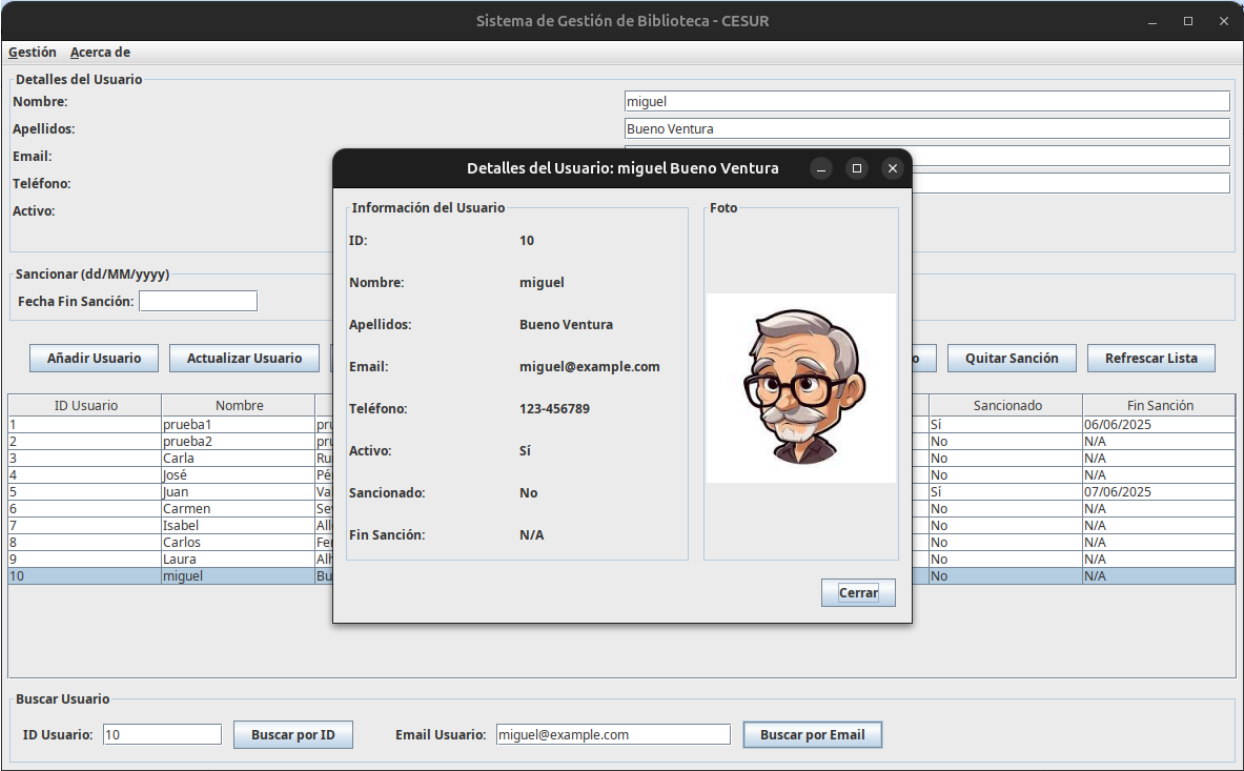 Sistema de Gestión de Biblioteca - CESUR
Gestión Acerca de
Detalles del Usuario
Nombre: miguel
Apellidos: Bueno Ventura
Email:
Teléfono:
Activo:
Sancionar (dd/MM/yyyy)
Fecha Fin Sanción:
Añadir Usuario Actualizar Usuario Quitar Sanción Refrescar Lista
ID Usuario Nombre Sancionado Fin Sanción
1 prueba1 Sí 06/06/2025
2 prueba2 No N/A
3 Carla No N/A
4 José No N/A
5 Juan Sí 07/06/2025
6 Carmen No N/A
7 Isabel No N/A
8 Carlos No N/A
9 Laura No N/A
10 miguel No N/A
Detalles del Usuario: miguel Bueno Ventura
Información del Usuario
ID: 10
Nombre: miguel
Apellidos: Bueno Ventura
Email: miguel@example.com
Teléfono: 123-456789
Activo: Sí
Sancionado: No
Fin Sanción: N/A
Foto
Cerrar
Buscar Usuario
ID Usuario: 10 Buscar por ID Email Usuario: miguel@example.com Buscar por Email